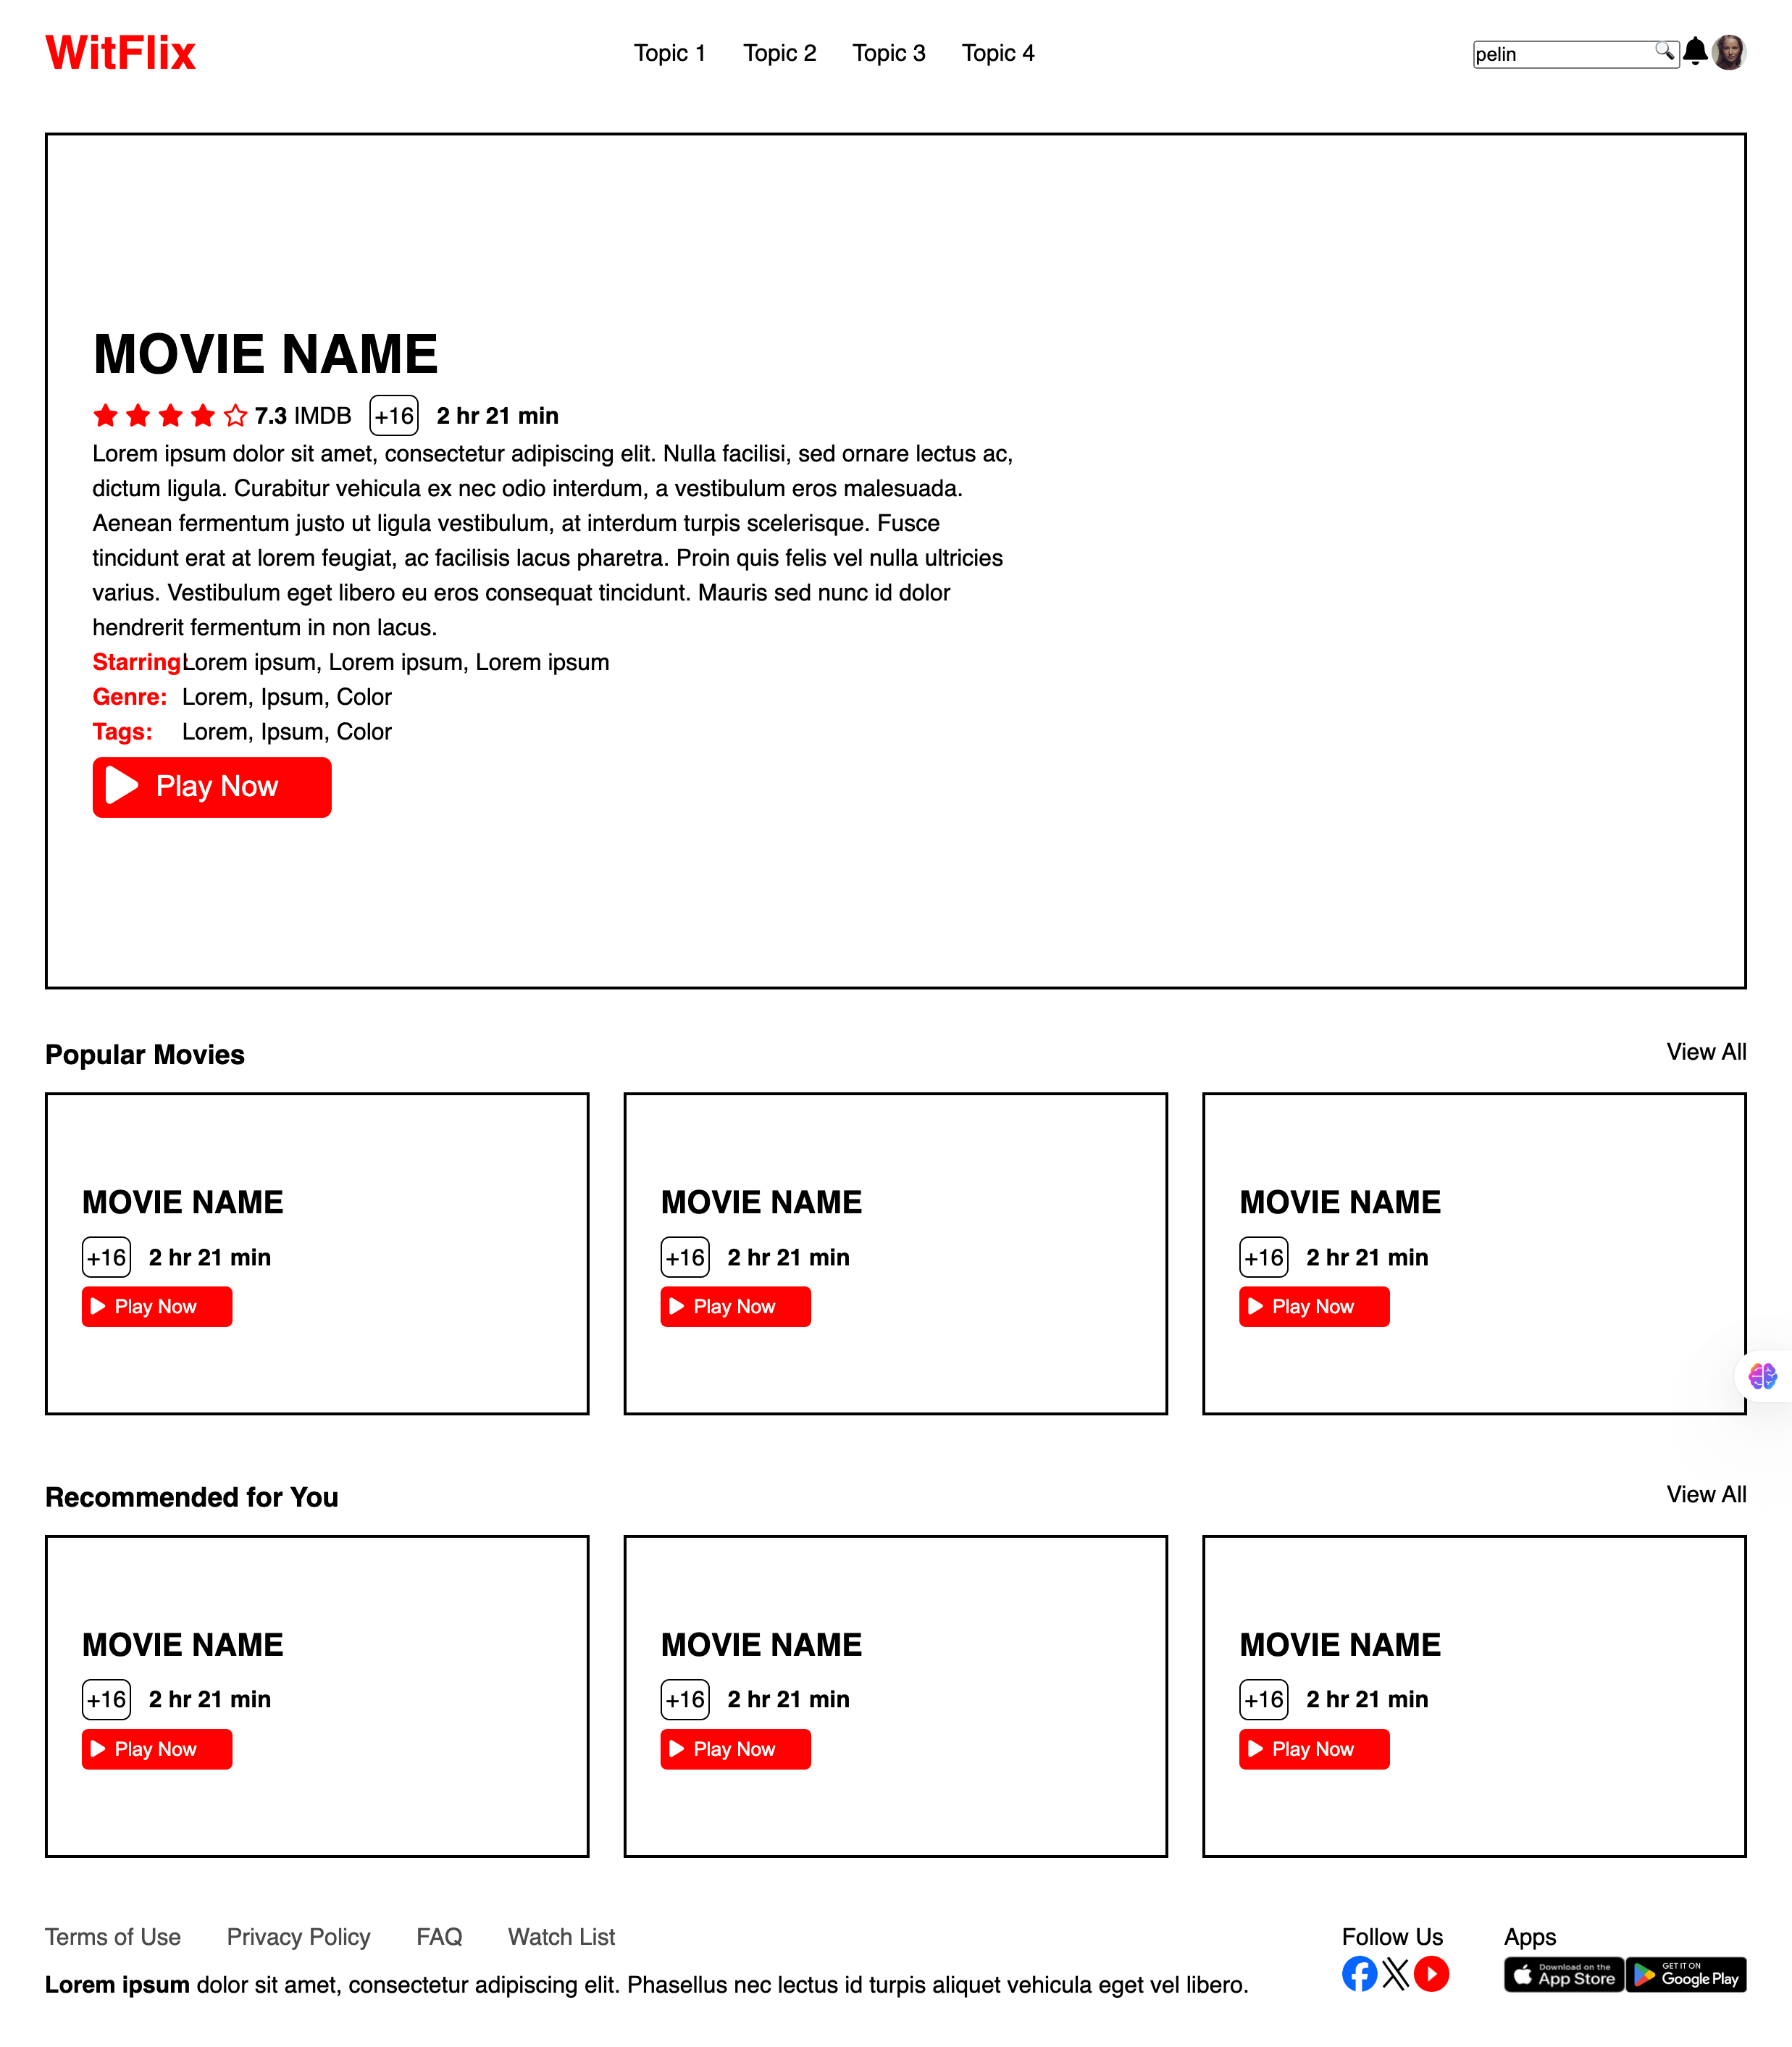 WitFlix
Topic 1 Topic 2 Topic 3 Topic 4
pelin
MOVIE NAME
7.3 IMDB +16 2 hr 21 min
Lorem ipsum dolor sit amet, consectetur adipiscing elit. Nulla facilisi, sed ornare lectus ac,
dictum ligula. Curabitur vehicula ex nec odio interdum, a vestibulum eros malesuada.
Aenean fermentum justo ut ligula vestibulum, at interdum turpis scelerisque. Fusce
tincidunt erat at lorem feugiat, ac facilisis lacus pharetra. Proin quis felis vel nulla ultricies
varius. Vestibulum eget libero eu eros consequat tincidunt. Mauris sed nunc id dolor
hendrerit fermentum in non lacus.
Starring: Lorem ipsum, Lorem ipsum, Lorem ipsum
Genre: Lorem, Ipsum, Color
Tags: Lorem, Ipsum, Color
Play Now
Popular Movies View All
MOVIE NAME MOVIE NAME MOVIE NAME
+16 2 hr 21 min +16 2 hr 21 min +16 2 hr 21 min
Play Now Play Now Play Now
Recommended for You View All
MOVIE NAME MOVIE NAME MOVIE NAME
+16 2 hr 21 min +16 2 hr 21 min +16 2 hr 21 min
Play Now Play Now Play Now
Terms of Use Privacy Policy FAQ Watch List Follow Us Apps
Lorem ipsum dolor sit amet, consectetur adipiscing elit. Phasellus nec lectus id turpis aliquet vehicula eget vel libero.
Download on the
App Store
GET IT ON
Google Play